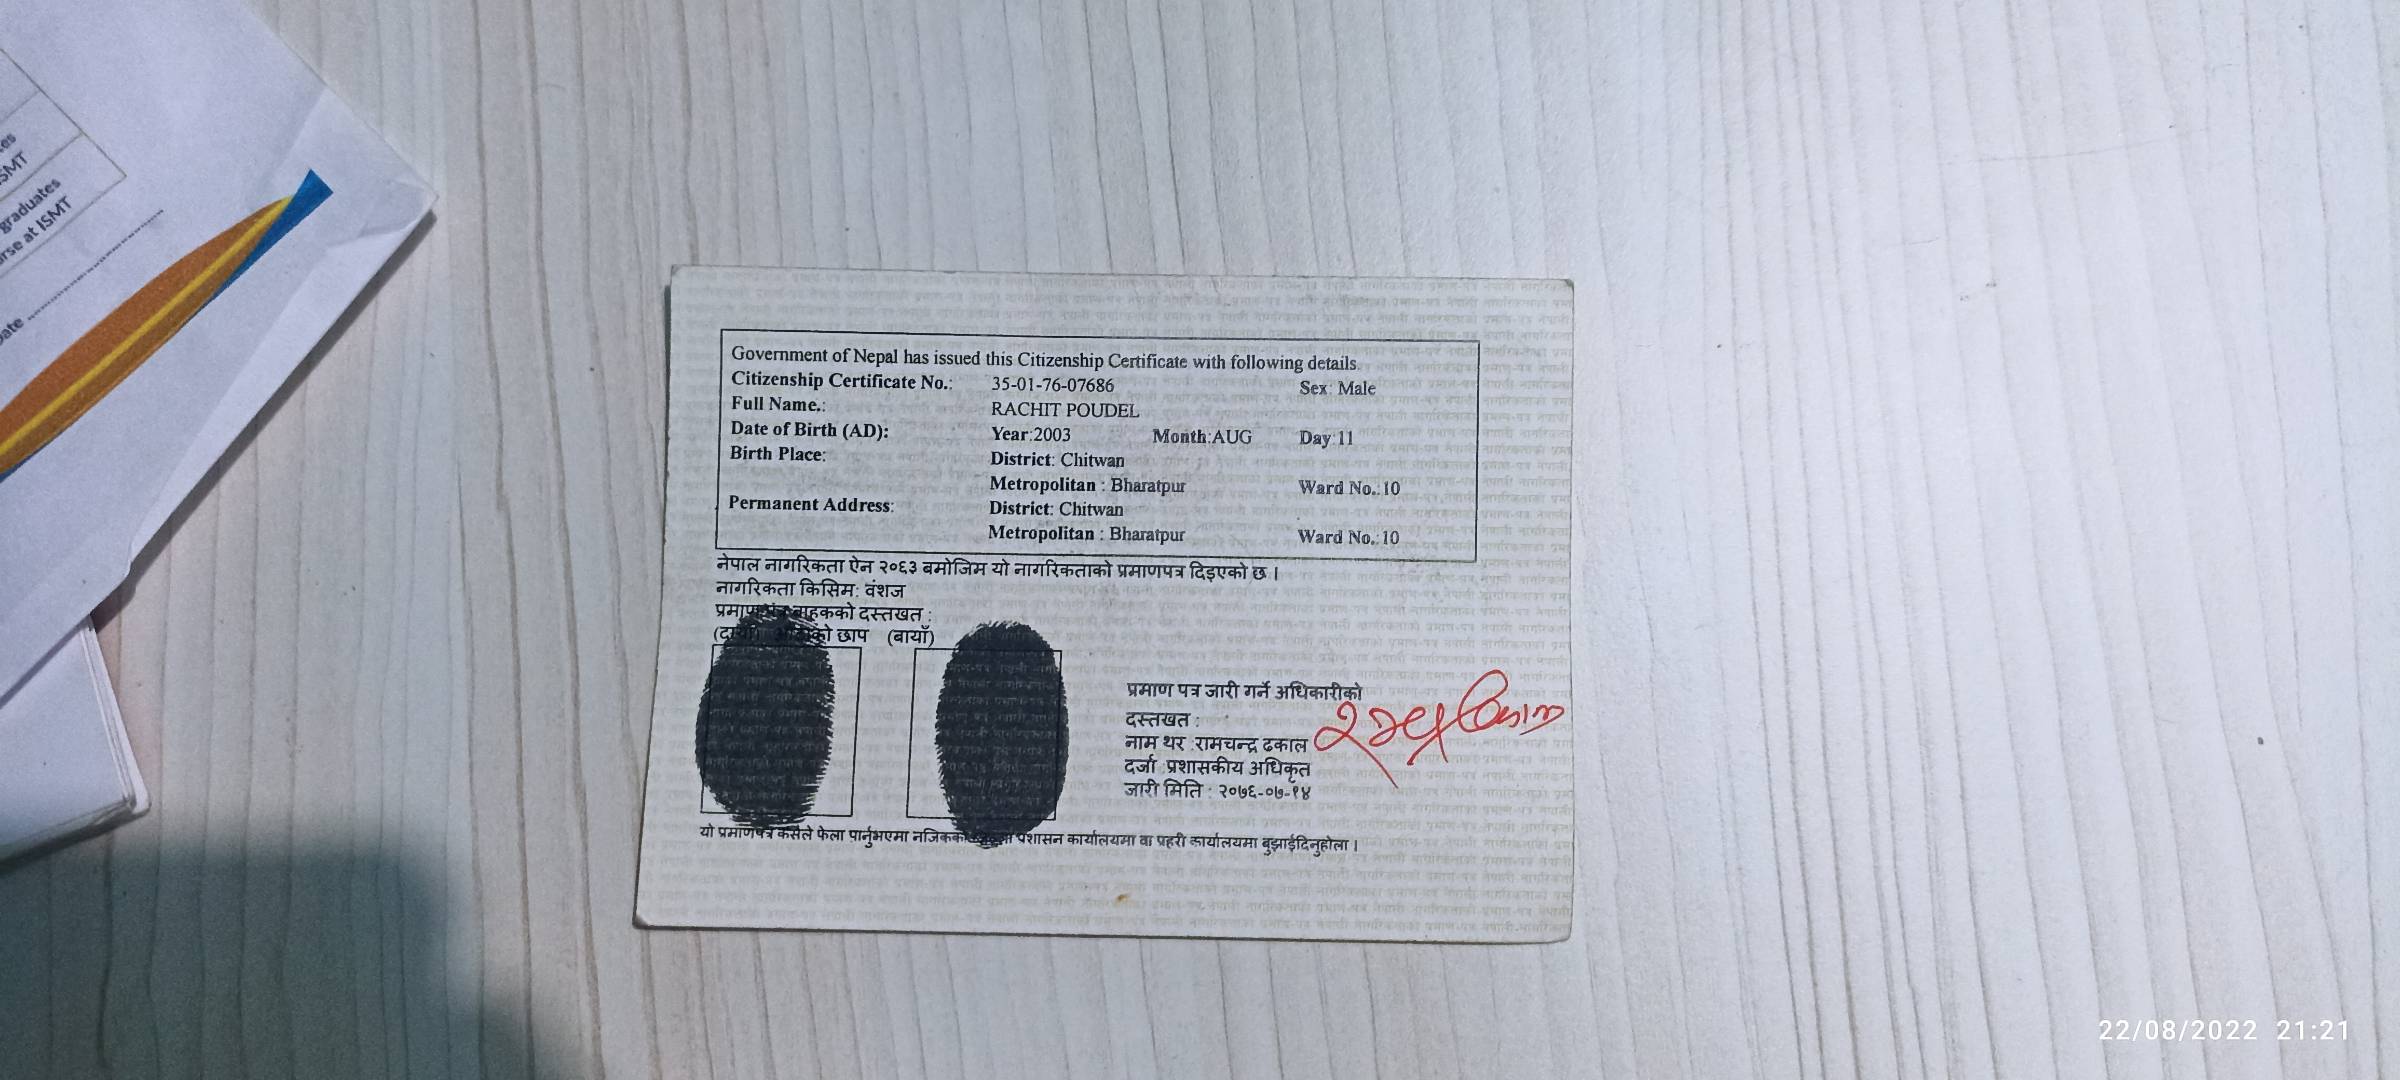 es
SMT
graduates
rse at ISMT
ate
Government of Nepal has issued this Citizenship Certificate with following details.
Citizenship Certificate No.: 35-01-76-07686 Sex: Male
Full Name.: RACHIT POUDEL
Date of Birth (AD): Year:2003 Month:AUG Day:11
Birth Place: District: Chitwan
Metropolitan : Bharatpur Ward No.:10
Permanent Address: District: Chitwan
Metropolitan : Bharatpur Ward No.:10
नेपाल नागरिकता ऐन २०६३ बमोजिम यो नागरिकताको प्रमाणपत्र दिइएको छ ।
नागरिकता किसिम: वंशज
प्रमाण पत्र बाहकको दस्तखत :
(दायाँ) औंठाको छाप (बायाँ)
प्रमाण पत्र जारी गर्ने अधिकारीको
दस्तखत :
नाम थर :रामचन्द्र ढकाल
दर्जा :प्रशासकीय अधिकृत
जारी मिति : २०७६-०७-१४
यो प्रमाणपत्र कसैले फेला पार्नुभएमा नजिकको प्रशासन कार्यालयमा वा प्रहरी कार्यालयमा बुझाईदिनुहोला ।
22/08/2022 21:21